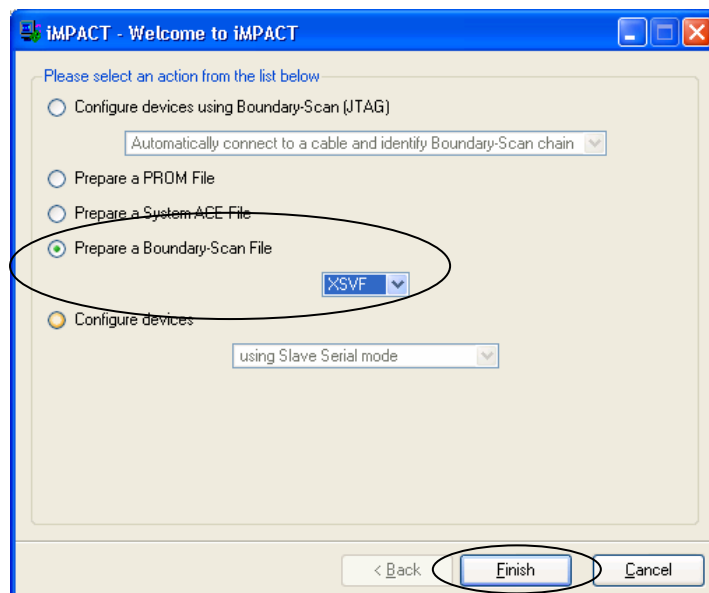 iMPACT - Welcome to iMPACT
Please select an action from the list below
Configure devices using Boundary-Scan (JTAG)
Automatically connect to a cable and identify Boundary-Scan chain
Prepare a PROM File
Prepare a System ACE File
Prepare a Boundary-Scan File
XSVF
Configure devices
using Slave Serial mode
< Back Finish Cancel